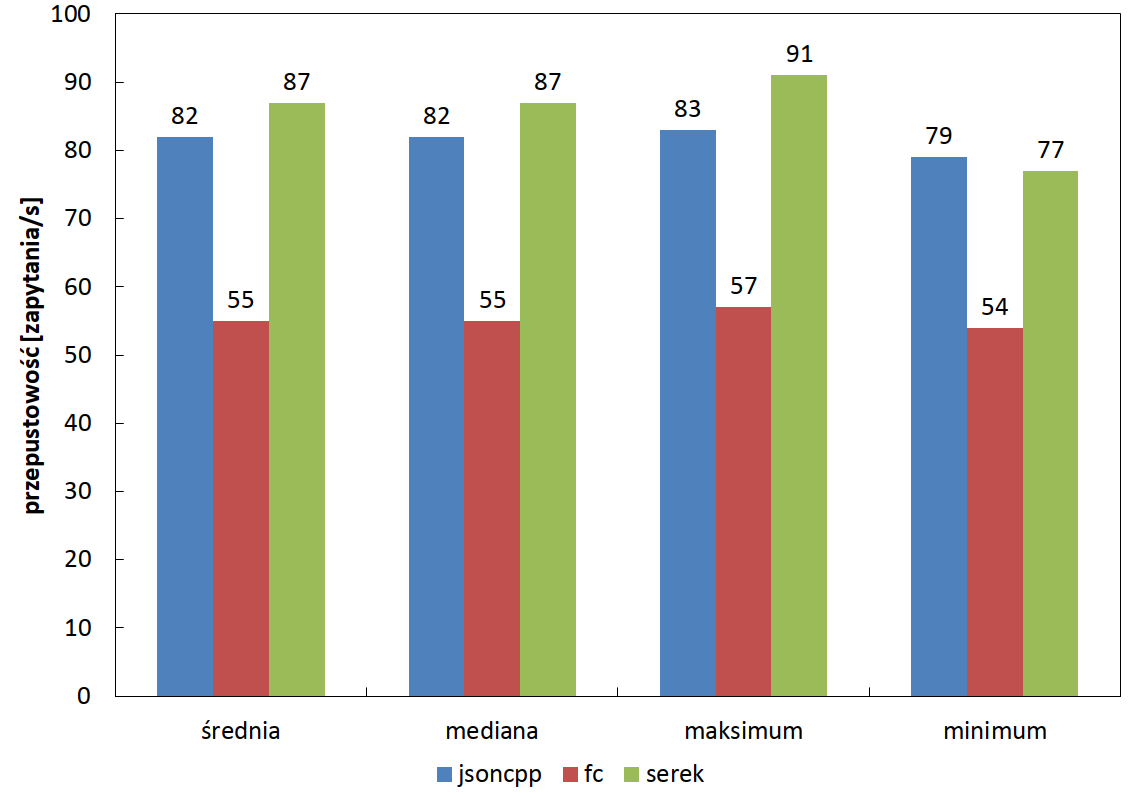 przepustowość [zapytania/s]
100
90
80
70
60
50
40
30
20
10
0
82 55 87
82 55 87
83 57 91
79 54 77
średnia mediana maksimum minimum
jsoncpp fc serek